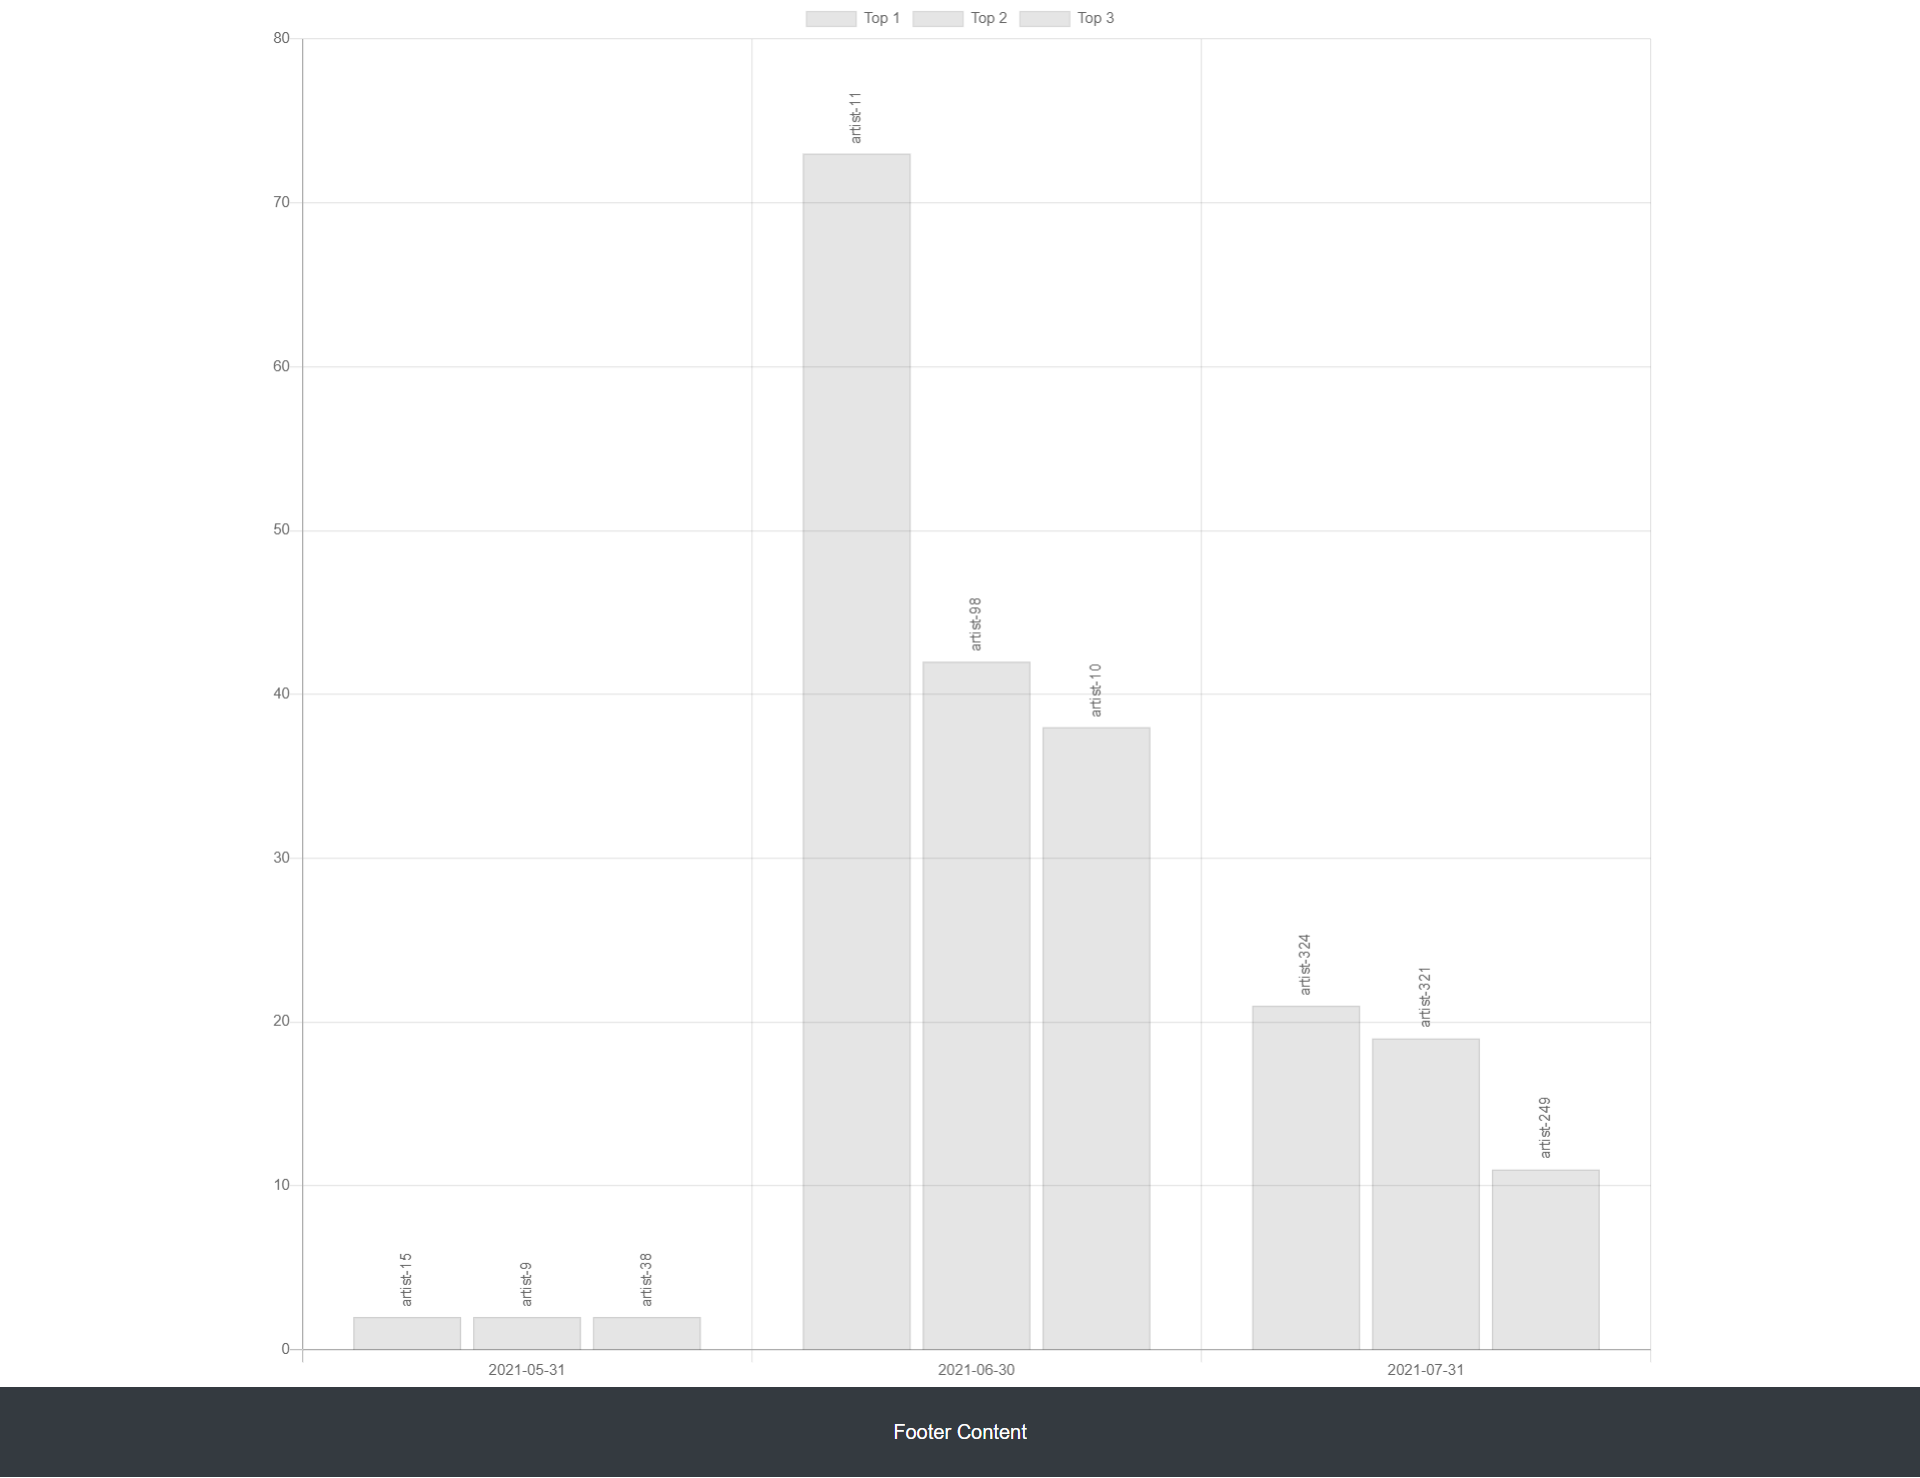 Top 1 Top 2 Top 3
80
70
60
50
40
30
20
10
0
artist-15
artist-9
artist-38
artist-11
artist-98
artist-10
artist-324
artist-321
artist-249
2021-05-31 2021-06-30 2021-07-31
Footer Content